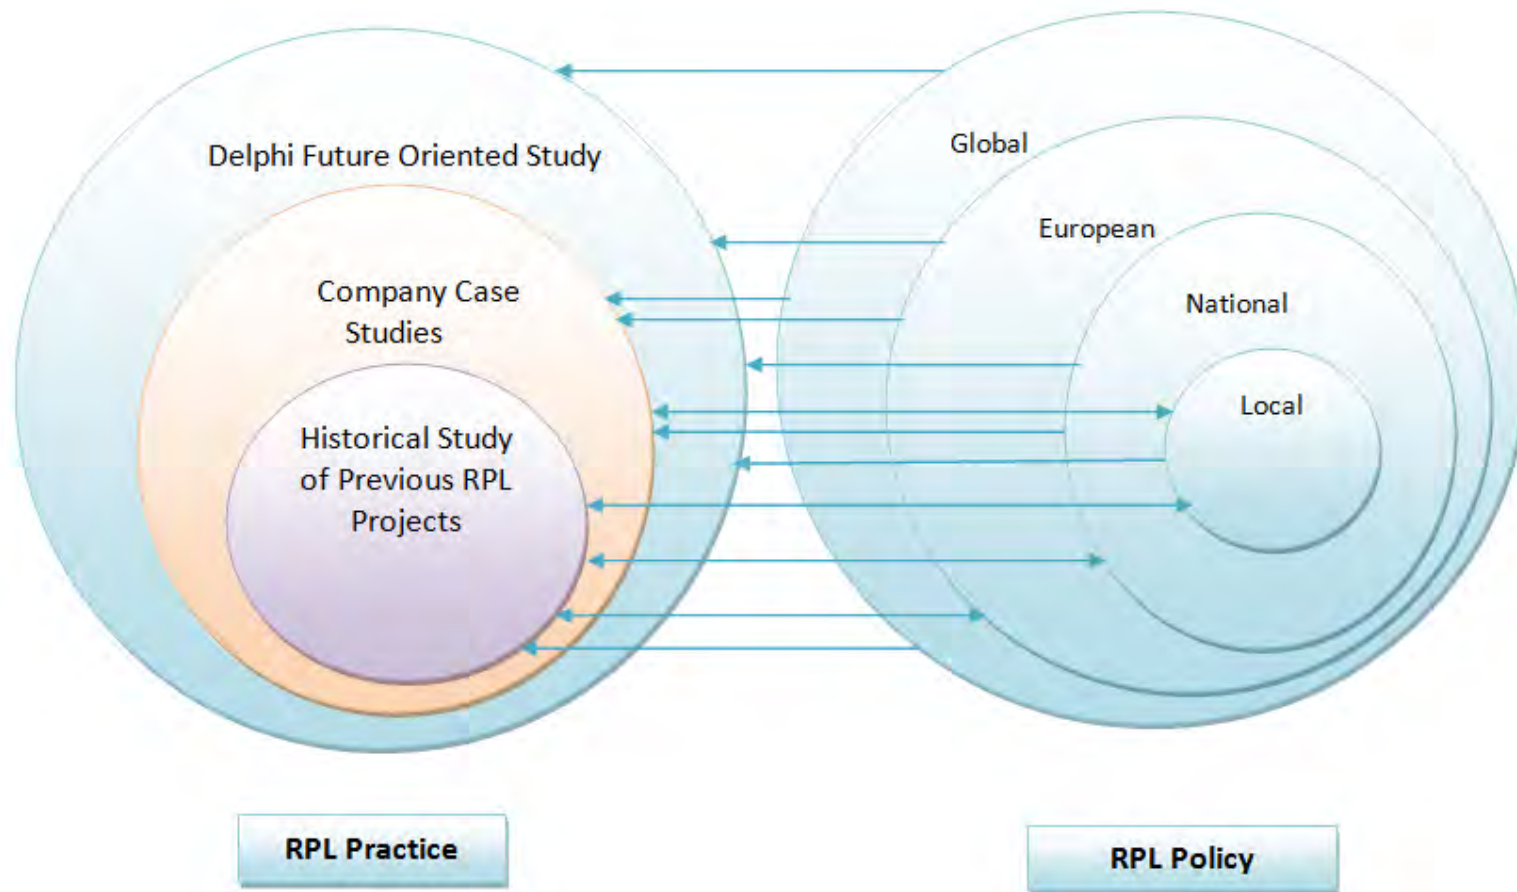 Delphi Future Oriented Study
Company Case
Studies
Historical Study
of Previous RPL
Projects
RPL Practice
Global
European
National
Local
RPL Policy